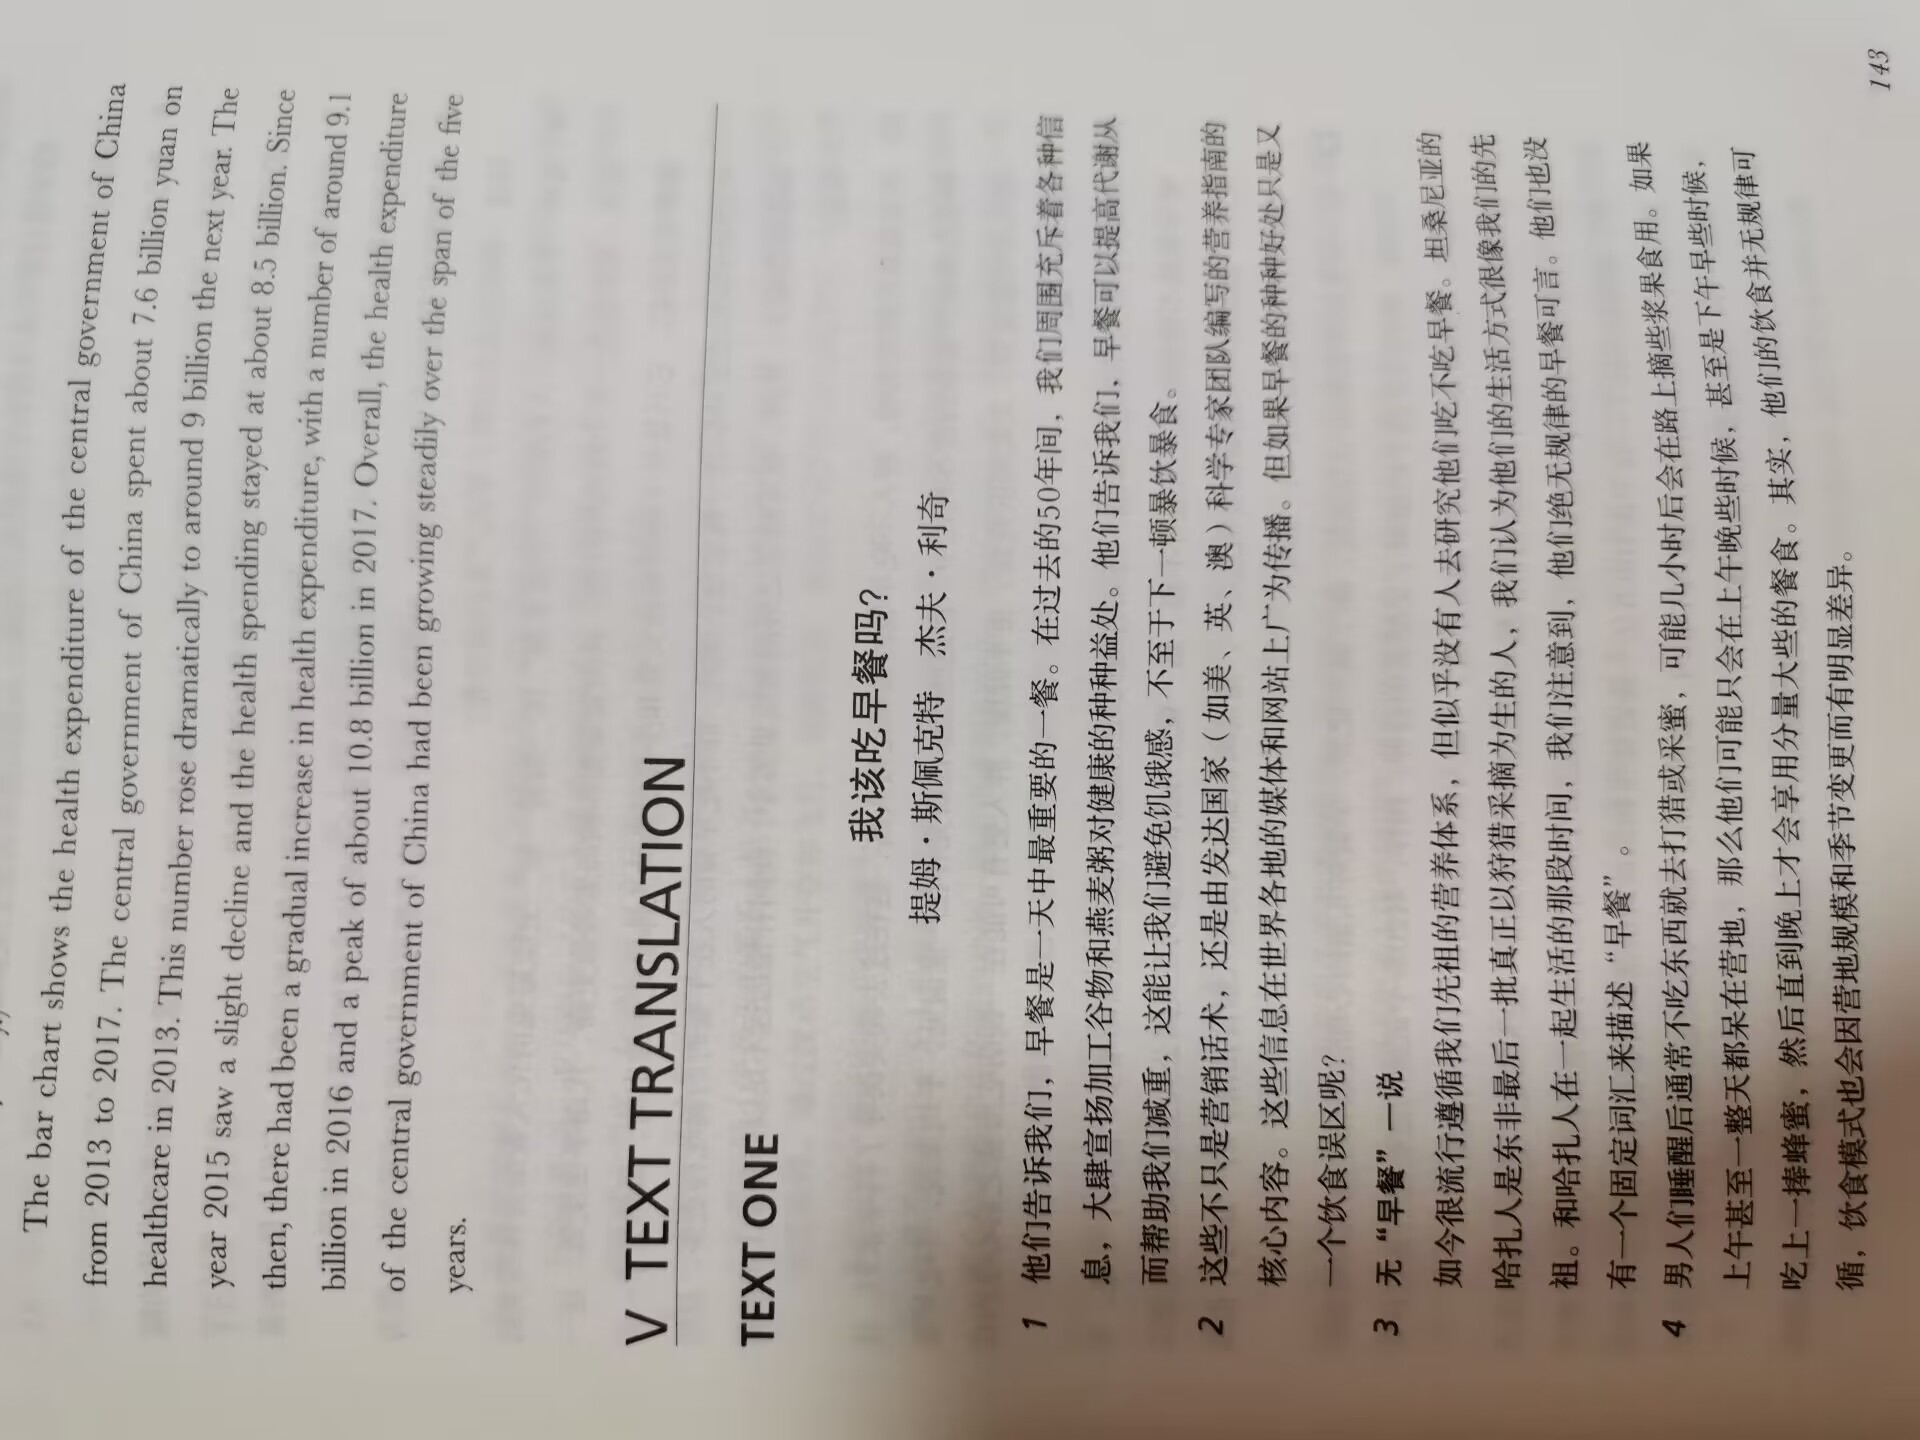 The bar chart shows the health expenditure of the central government of China
from 2013 to 2017. The central government of China spent about 7.6 billion yuan on
healthcare in 2013. This number rose dramatically to around 9 billion the next year. The
year 2015 saw a slight decline and the health spending stayed at about 8.5 billion. Since
then, there had been a gradual increase in health expenditure, with a number of around 9.1
billion in 2016 and a peak of about 10.8 billion in 2017. Overall, the health expenditure
of the central government of China had been growing steadily over the span of the five
years.
V TEXT TRANSLATION
TEXT ONE
我该吃早餐吗？
提姆·斯佩克特 杰夫·利奇
1 他们告诉我们，早餐是一天中最重要的一餐。在过去的50年间，我们周围充斥着各种信
息，大肆宣扬加工谷物和燕麦粥对健康的种种益处。他们告诉我们，早餐可以提高代谢从
而帮助我们减重，这能让我们避免饥饿感，不至于下一顿暴饮暴食。
2 这些不只是营销话术，还是由发达国家（如美、英、澳）科学专家团队编写的营养指南的
核心内容。这些信息在世界各地的媒体和网站上广为传播。但如果早餐的种种好处只是又
一个饮食误区呢？
3 无“早餐”一说
如今很流行遵循我们先祖的营养体系，但似乎没有人去研究他们吃不吃早餐。坦桑尼亚的
哈扎人是东非最后一批真正以狩猎采摘为生的人，我们认为他们的生活方式很像我们的先
祖。和哈扎人在一起生活的那段时间，我们注意到，他们绝无规律的早餐可言。他们也没
有一个固定词汇来描述“早餐”。
4 男人们睡醒后通常不吃东西就去打猎或采蜜，可能几小时后会在路上摘些浆果食用。如果
上午甚至一整天都呆在营地，那么他们可能只会在上午晚些时候，甚至是下午早些时候，
吃上一捧蜂蜜，然后直到晚上才会享用分量大些的餐食。其实，他们的饮食并无规律可
循，饮食模式也会因营地规模和季节变更而有明显差异。
143